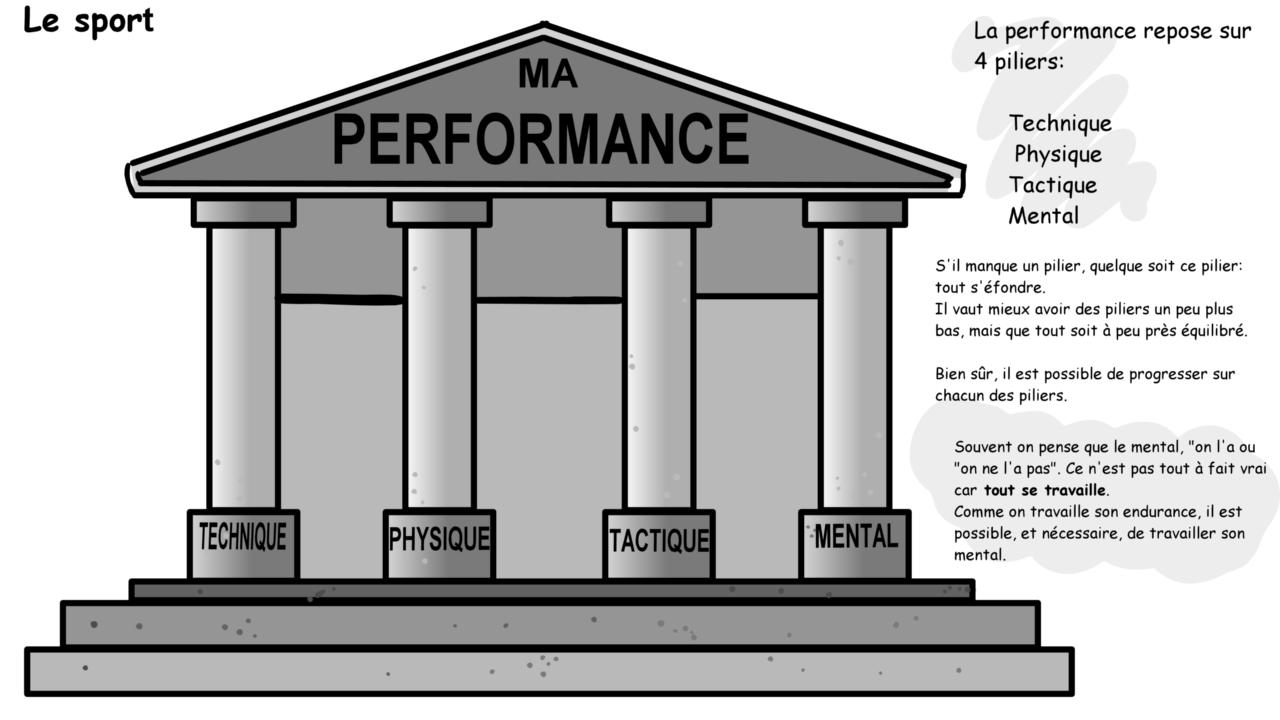 Le sport
MA
PERFORMANCE
TECHNIQUE
PHYSIQUE
TACTIQUE
MENTAL
La performance repose sur
4 piliers:
Technique
Physique
Tactique
Mental
S'il manque un pilier, quelque soit ce pilier:
tout s'éfondre.
Il vaut mieux avoir des piliers un peu plus
bas, mais que tout soit à peu près équilibré.
Bien sûr, il est possible de progresser sur
chacun des piliers.
Souvent on pense que le mental, "on l'a ou
"on ne l'a pas". Ce n'est pas tout à fait vrai
car tout se travaille.
Comme on travaille son endurance, il est
possible, et nécessaire, de travailler son
mental.